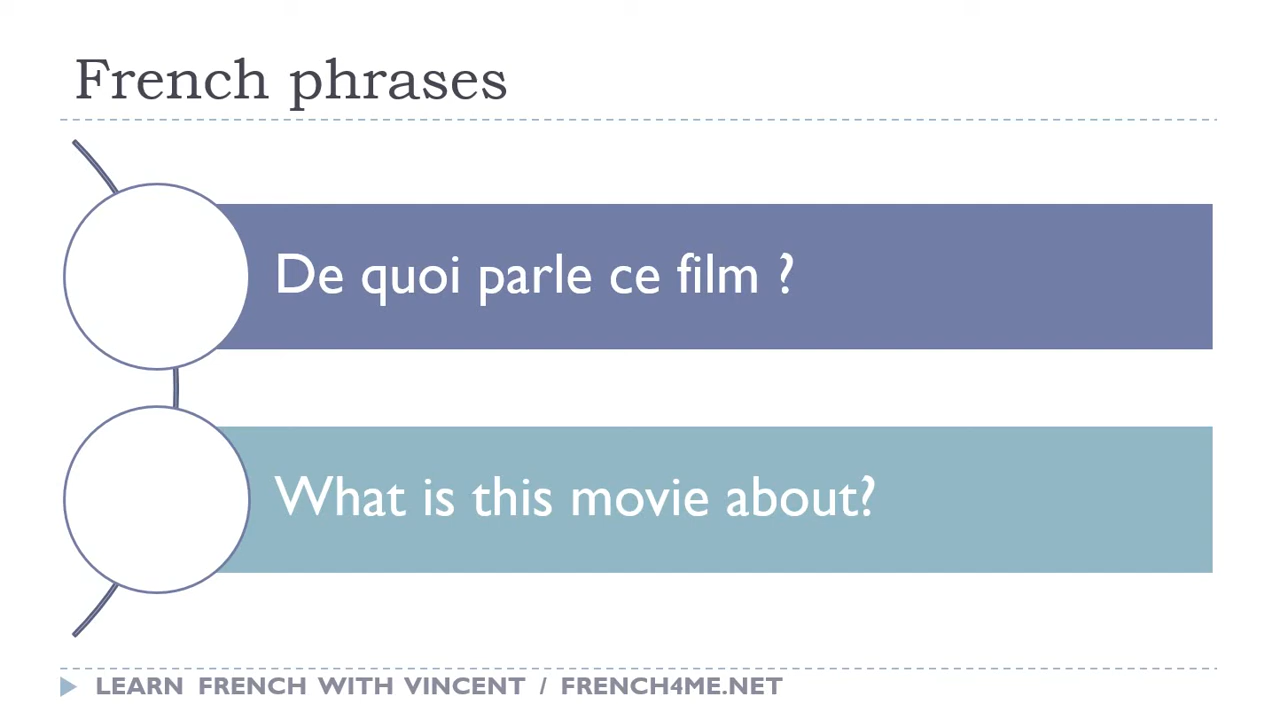 French phrases
De quoi parle ce film ?
What is this movie about?
LEARN FRENCH WITH VINCENT / FRENCH4ME.NET